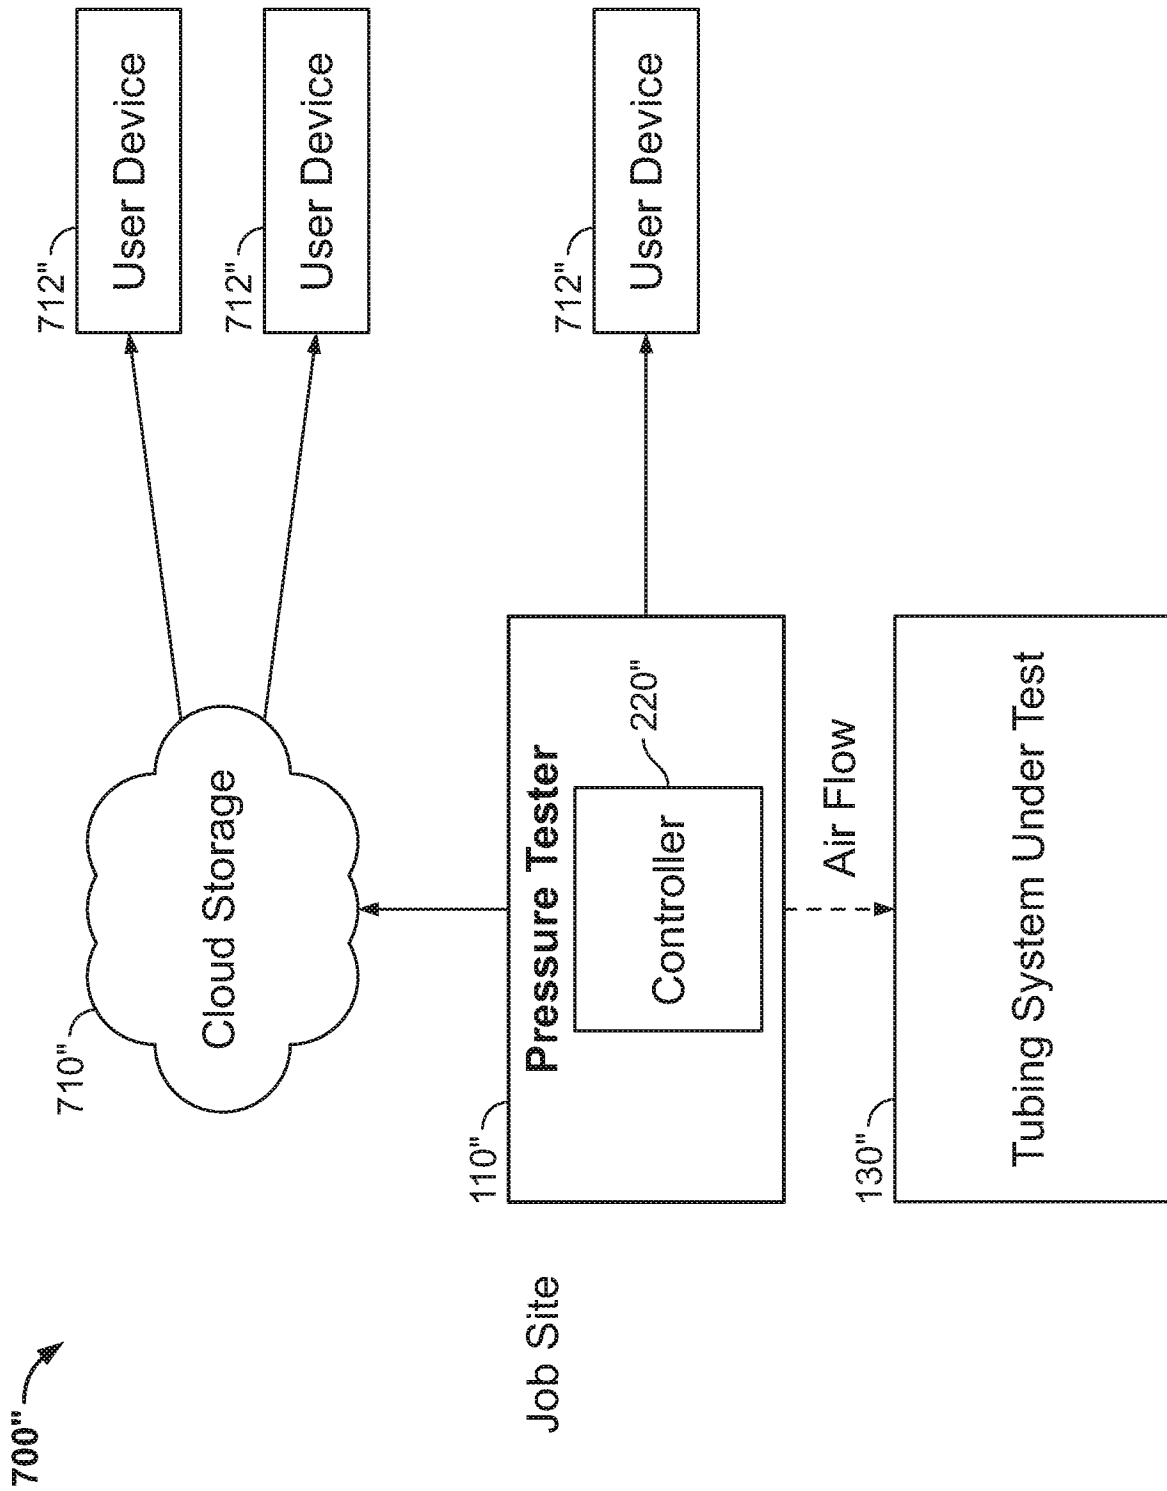 700"
710"
Cloud Storage
712"
User Device
712"
User Device
Job Site
110"
Pressure Tester
Controller
220"
712"
User Device
Air Flow
130"
Tubing System Under Test